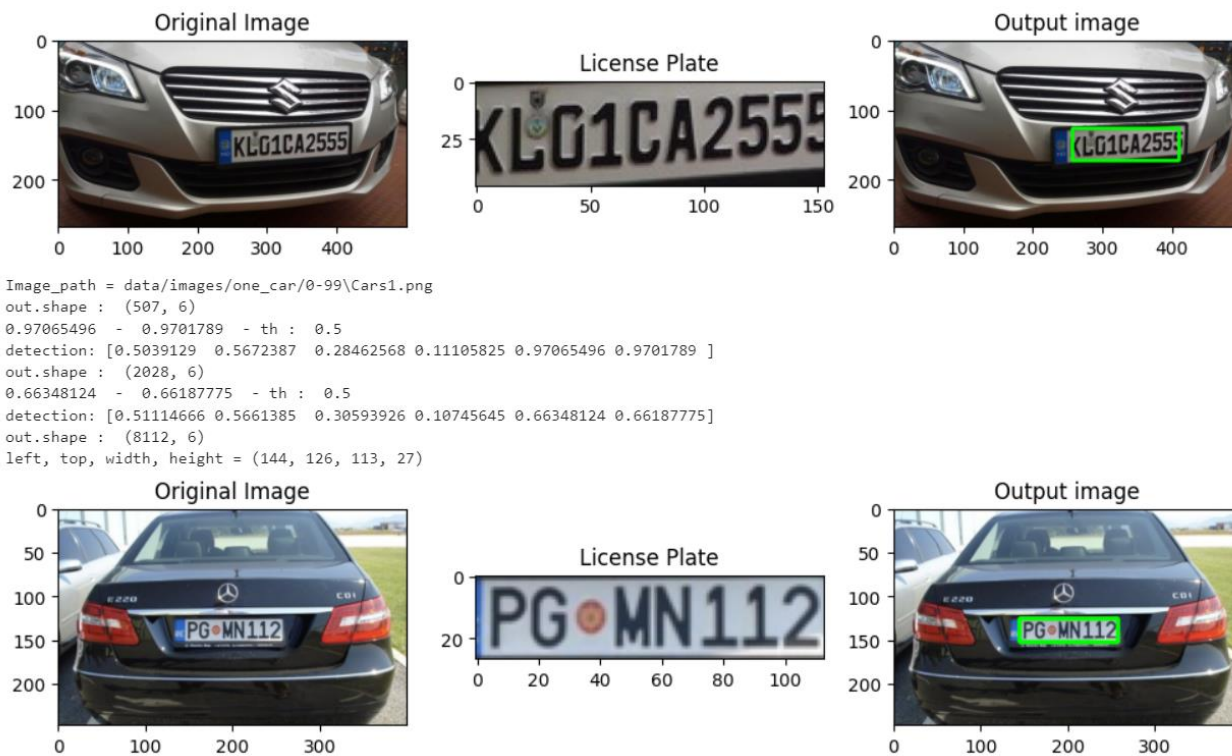 Original Image
License Plate
Output image
0
100
200
0
100
200
300
400
KL01CA2555
0
25
0
50
100
150
KL01CA2555
0
100
200
0
100
200
300
400
KL01CA2555
Image_path = data/images/one_car/0-99\Cars1.png
out.shape :  (507, 6)
0.97065496  -  0.9701789  - th :  0.5
detection: [0.5039129  0.5672387  0.28462568 0.11105825 0.97065496 0.9701789 ]
out.shape :  (2028, 6)
0.66348124  -  0.66187775  - th :  0.5
detection: [0.51114666 0.5661385  0.30593926 0.10745645 0.66348124 0.66187775]
out.shape :  (8112, 6)
left, top, width, height = (144, 126, 113, 27)
Original Image
License Plate
Output image
0
50
100
150
200
0
100
200
300
E220
CDI
PG MN112
0
20
0
20
40
60
80
100
PG MN112
0
50
100
150
200
0
100
200
300
E220
CDI
PG MN112